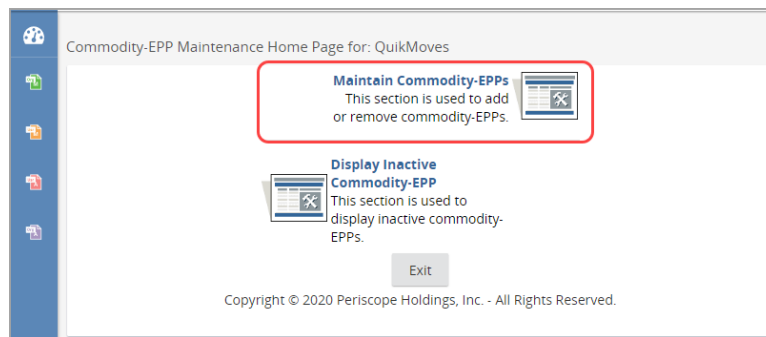 Commodity-EPP Maintenance Home Page for: QuikMoves
Maintain Commodity-EPPs
This section is used to add
or remove commodity-EPPs.
Display Inactive
Commodity-EPP
This section is used to
display inactive commodity-
EPPs.
Exit
Copyright © 2020 Periscope Holdings, Inc. - All Rights Reserved.